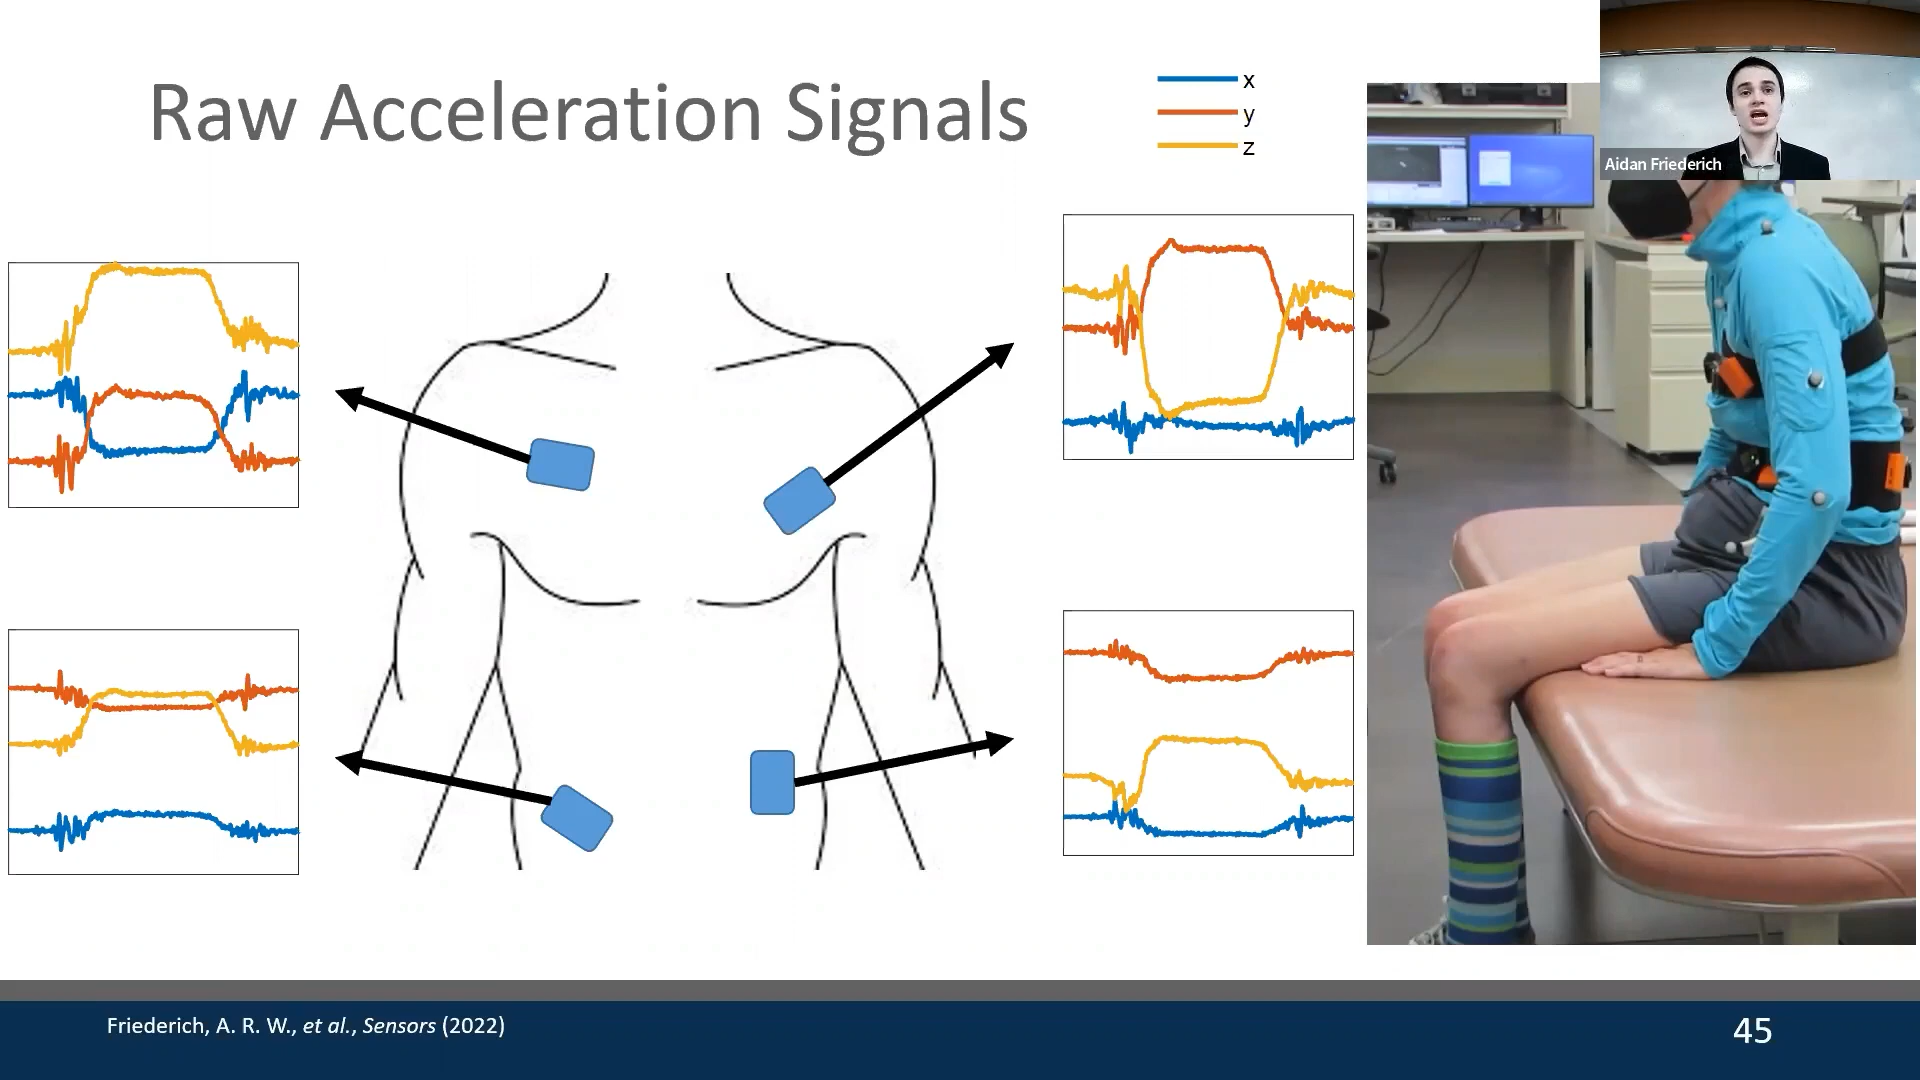 Raw Acceleration Signals
x
y
z
Aidan Friederich
Friederich, A. R. W., et al., Sensors (2022)
45